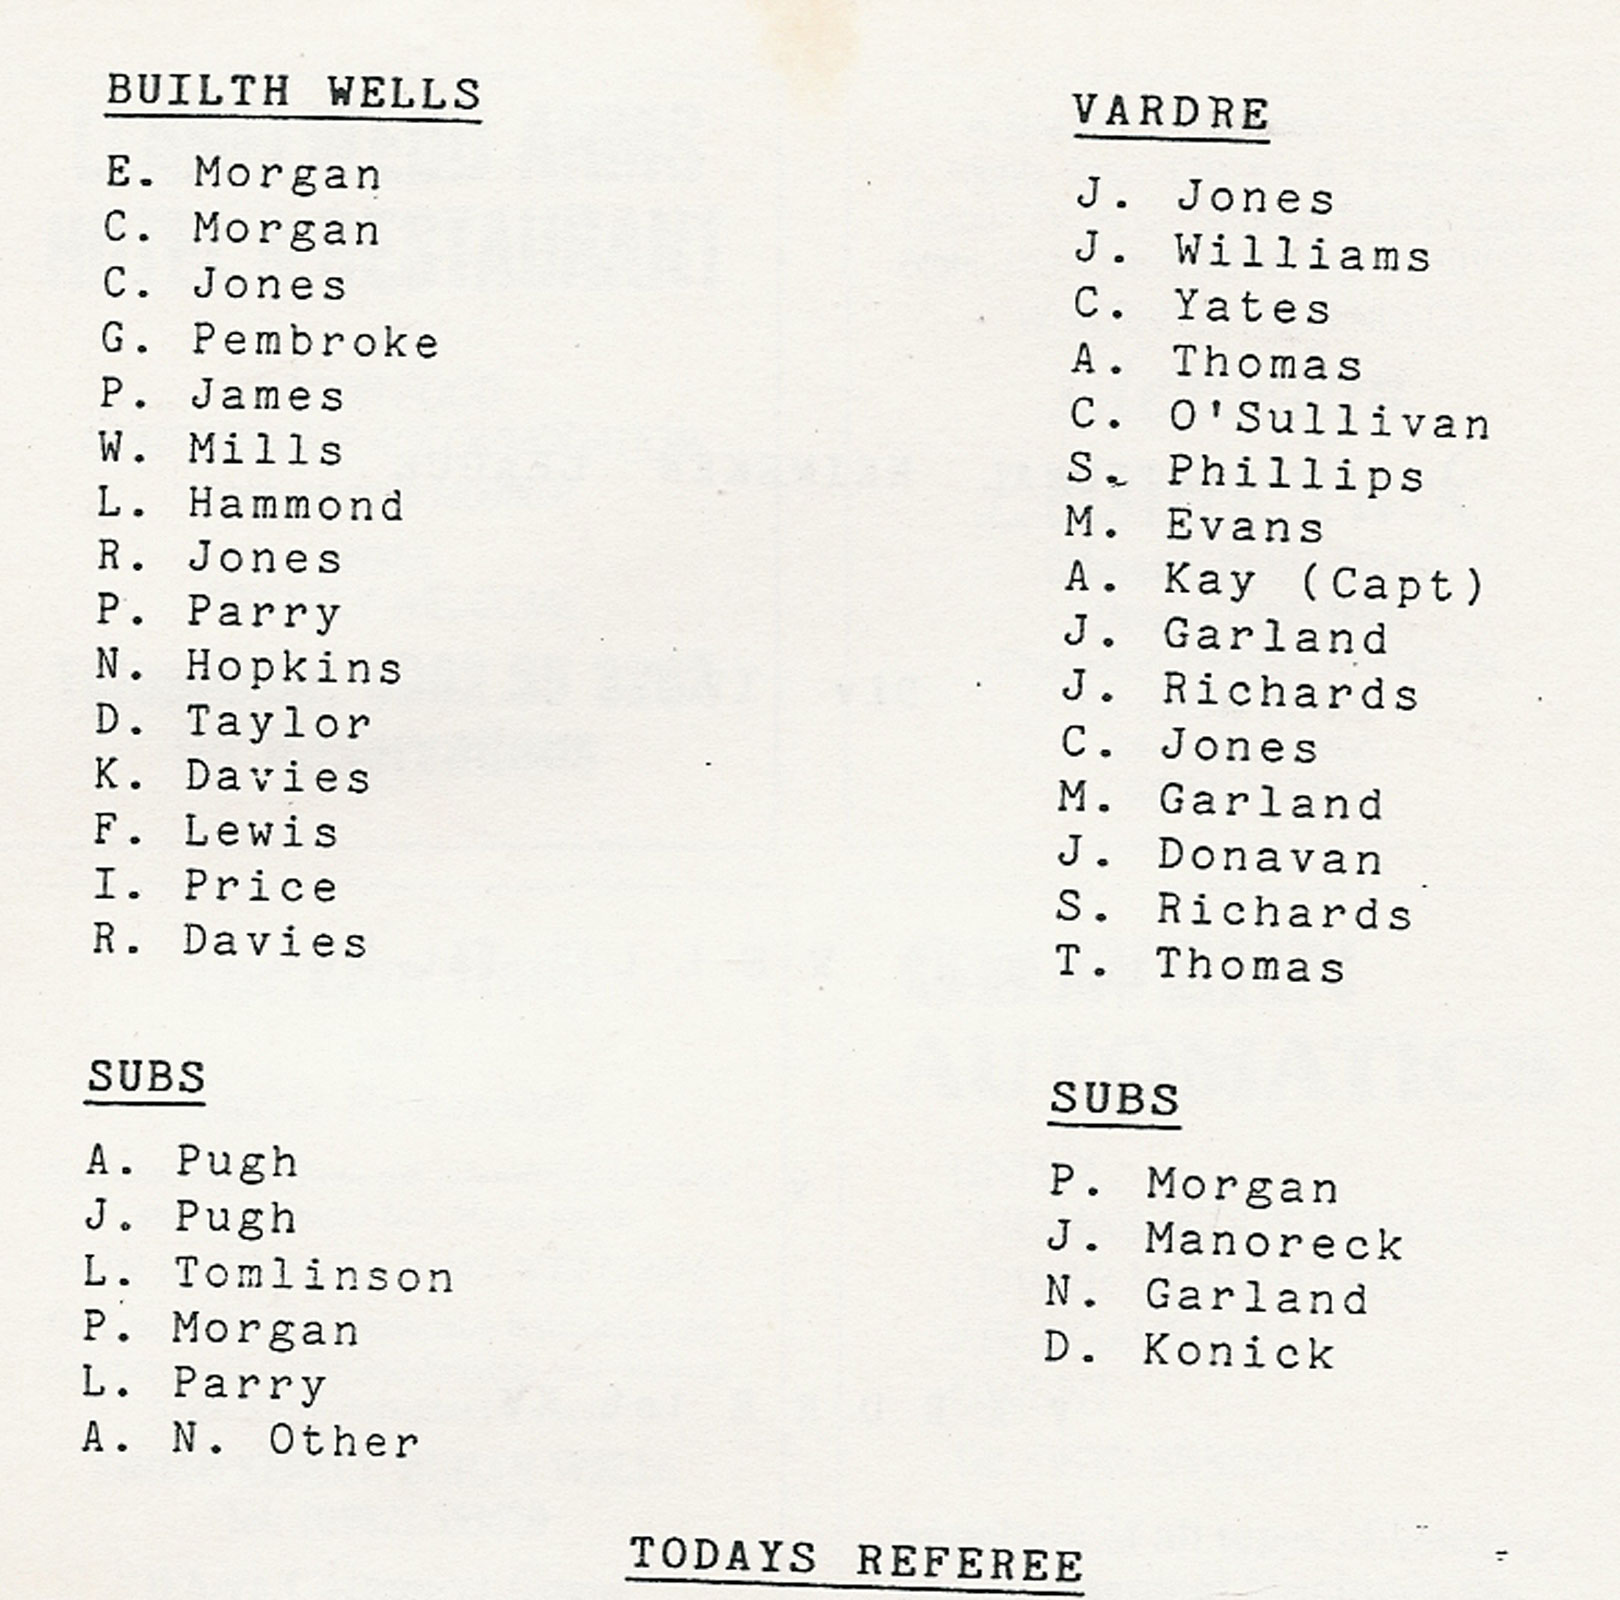 BUILTH WELLS
E. Morgan
C. Morgan
C. Jones
G. Pembroke
P. James
W. Mills
L. Hammond
R. Jones
P. Parry
N. Hopkins
D. Taylor
K. Davies
F. Lewis
I. Price
R. Davies
SUBS
A. Pugh
J. Pugh
L. Tomlinson
P. Morgan
L. Parry
A. N. Other
VARDRE
J. Jones
J. Williams
C. Yates
A. Thomas
C. O'Sullivan
S. Phillips
M. Evans
A. Kay (Capt)
J. Garland
J. Richards
C. Jones
M. Garland
J. Donavan
S. Richards
T. Thomas
SUBS
P. Morgan
J. Manoreck
N. Garland
D. Konick
TODAYS REFEREE